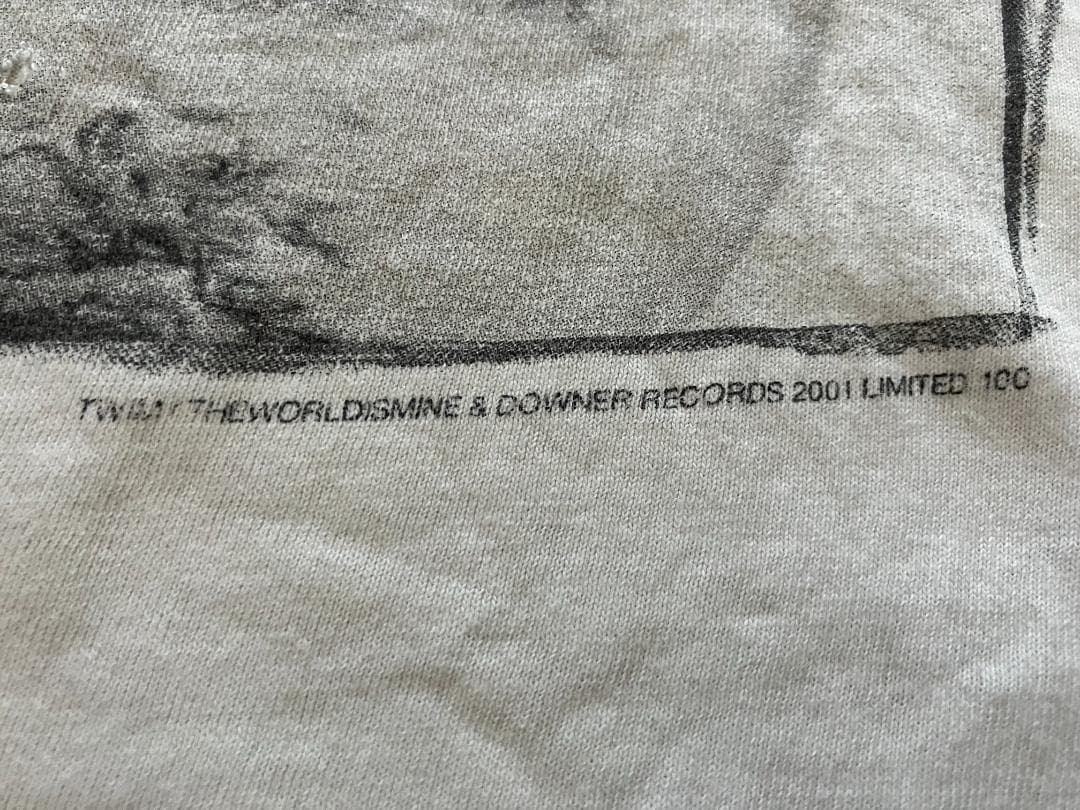 TWIM / THEWORLDISMINE & DOWNER RECORDS 2001 LIMITED 100